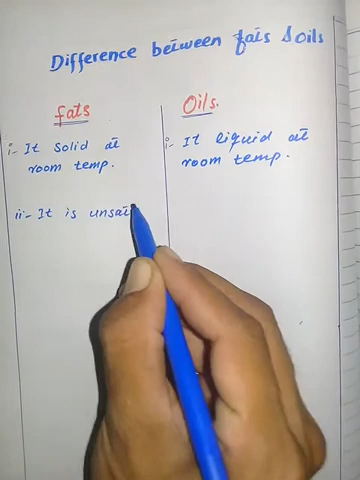 Difference between fats & oils
Fats
Oils.
i:- It solid at
room temp.
i:- It liquid at
room temp.
ii:- It is unsat